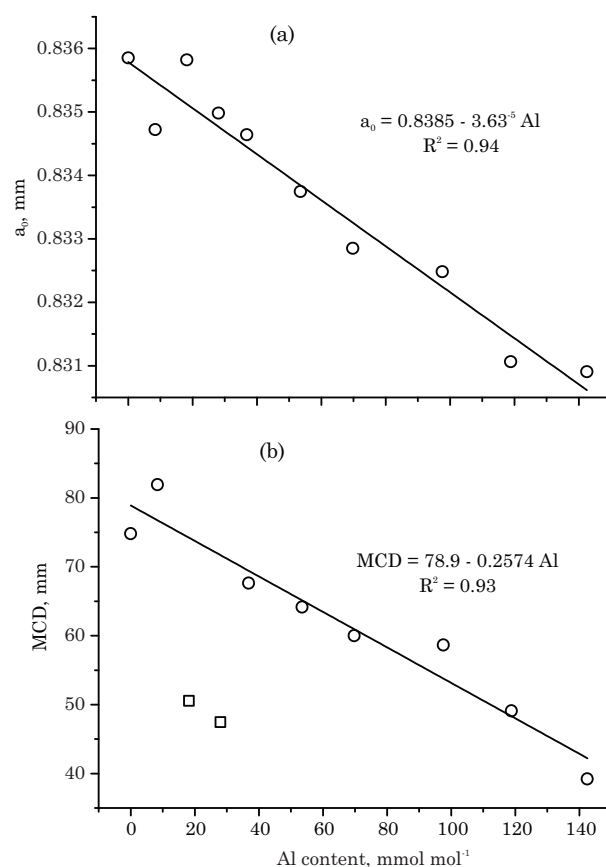 (a)
0.836
0.835
0.834
0.833
0.832
0.831
a₀, mm
a₀ = 0.8385 - 3.63⁻⁵ Al
R² = 0.94
(b)
90
80
70
60
50
40
MCD, mm
MCD = 78.9 - 0.2574 Al
R² = 0.93
0 20 40 60 80 100 120 140
Al content, mmol mol⁻¹